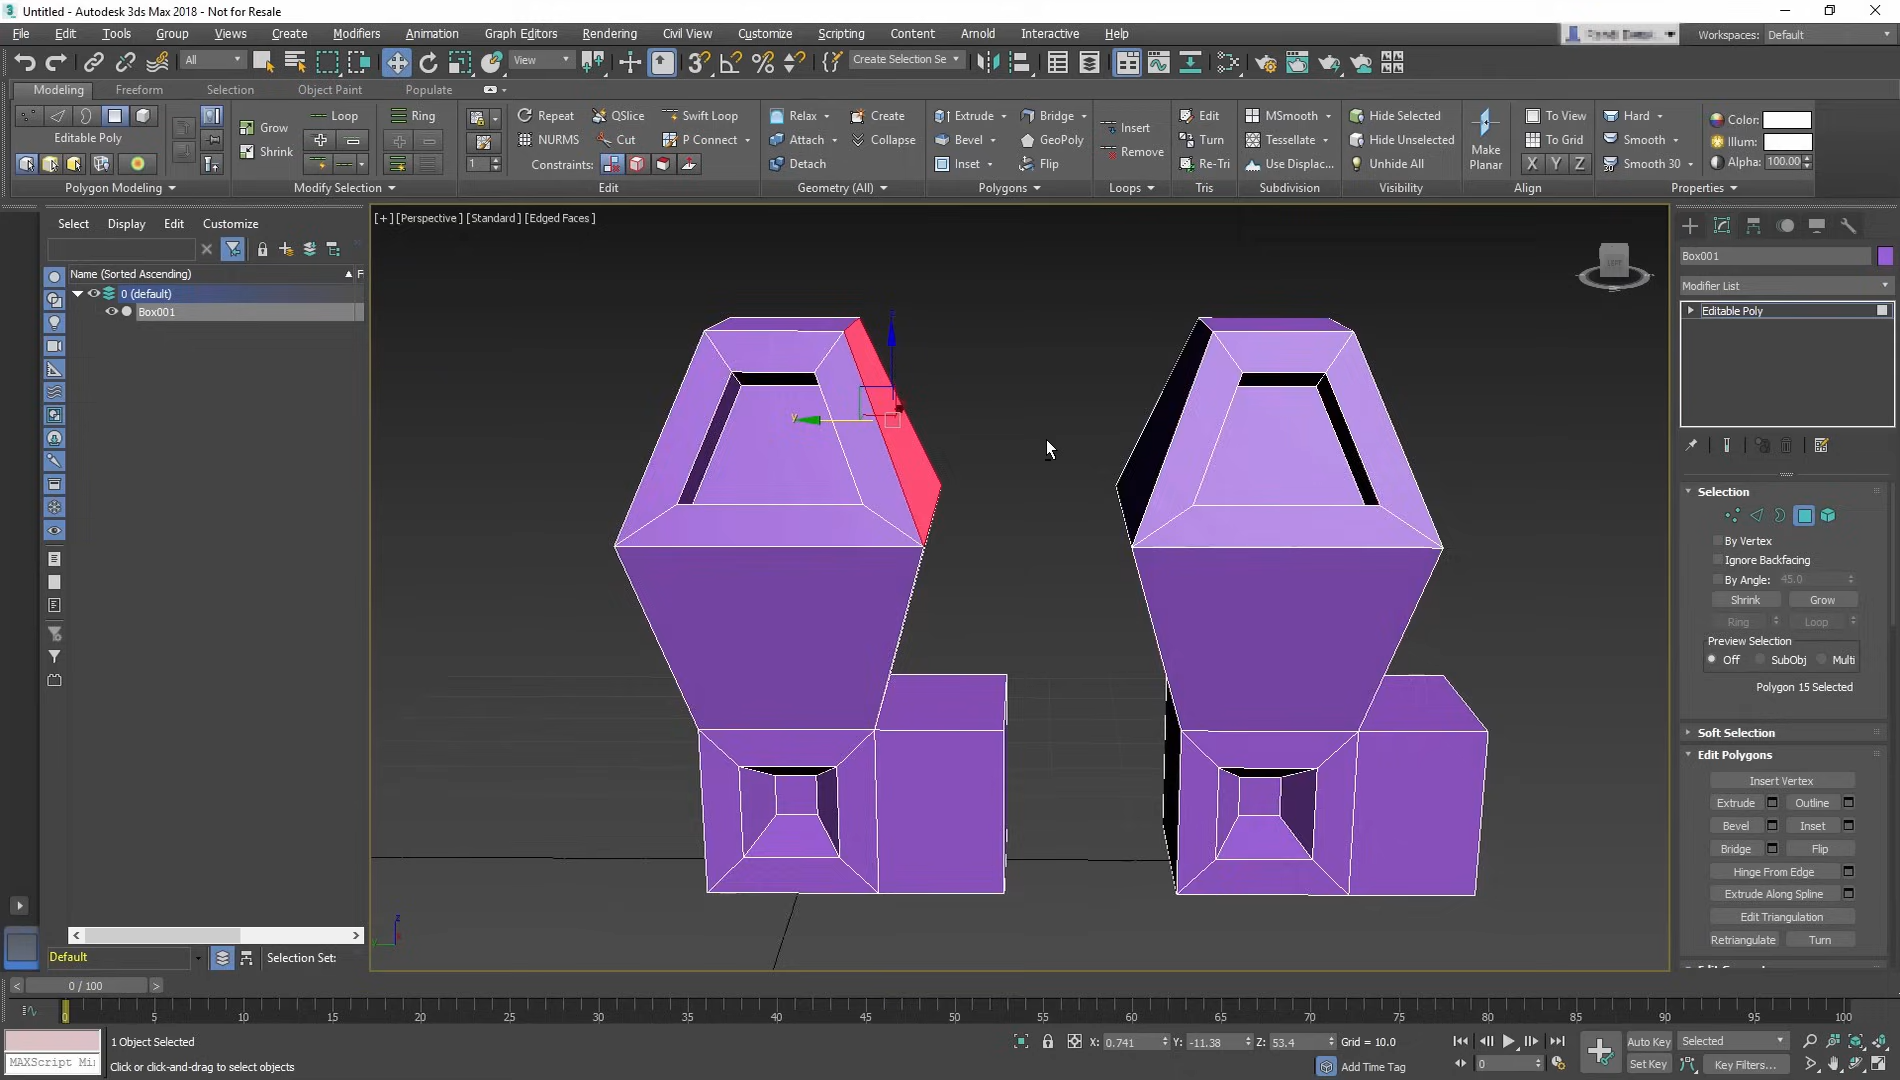 Untitled - Autodesk 3ds Max 2018 - Not for Resale
File Edit Tools Group Views Create Modifiers Animation Graph Editors Rendering Civil View Customize Scripting Content Arnold Interactive Help
Workspaces: Default
All View Create Selection Se
Modeling Freeform Selection Object Paint Populate
Editable Poly
Polygon Modeling
Grow
Shrink
Loop
Ring
Modify Selection
Repeat QSlice Swift Loop
NURMS Cut P Connect
1 Constraints:
Edit
Relax Create
Attach Collapse
Detach
Geometry (All)
Extrude Bridge
Bevel GeoPoly
Inset Flip
Polygons
Insert
Remove
Loops
Edit
Turn
Re-Tri
Tris
MSmooth
Tessellate
Use Displac...
Subdivision
Hide Selected
Hide Unselected
Unhide All
Visibility
Make
Planar
To View
To Grid
X Y Z
Align
Hard
Smooth
Smooth 30
Color:
Illum:
Alpha: 100.00
Properties
Select Display Edit Customize
Name (Sorted Ascending) F
0 (default)
Box001
Default Selection Set:
[+] [Perspective ] [Standard ] [Edged Faces ]
LEFT
z
y
z
Box001
Modifier List
Editable Poly
Selection
By Vertex
Ignore Backfacing
By Angle: 45.0
Shrink Grow
Ring Loop
Preview Selection
Off SubObj Multi
Polygon 15 Selected
Soft Selection
Edit Polygons
Insert Vertex
Extrude Outline
Bevel Inset
Bridge Flip
Hinge From Edge
Extrude Along Spline
Edit Triangulation
Retriangulate Turn
< 0 / 100 >
0 5 10 15 20 25 30 35 40 45 50 55 60 65 70 75 80 85 90 95 100
1 Object Selected
MAXScript Mi
Click or click-and-drag to select objects
X: 0.741 Y: -11.38 Z: 53.4 Grid = 10.0
Add Time Tag
0
Auto Key Selected
Set Key Key Filters...